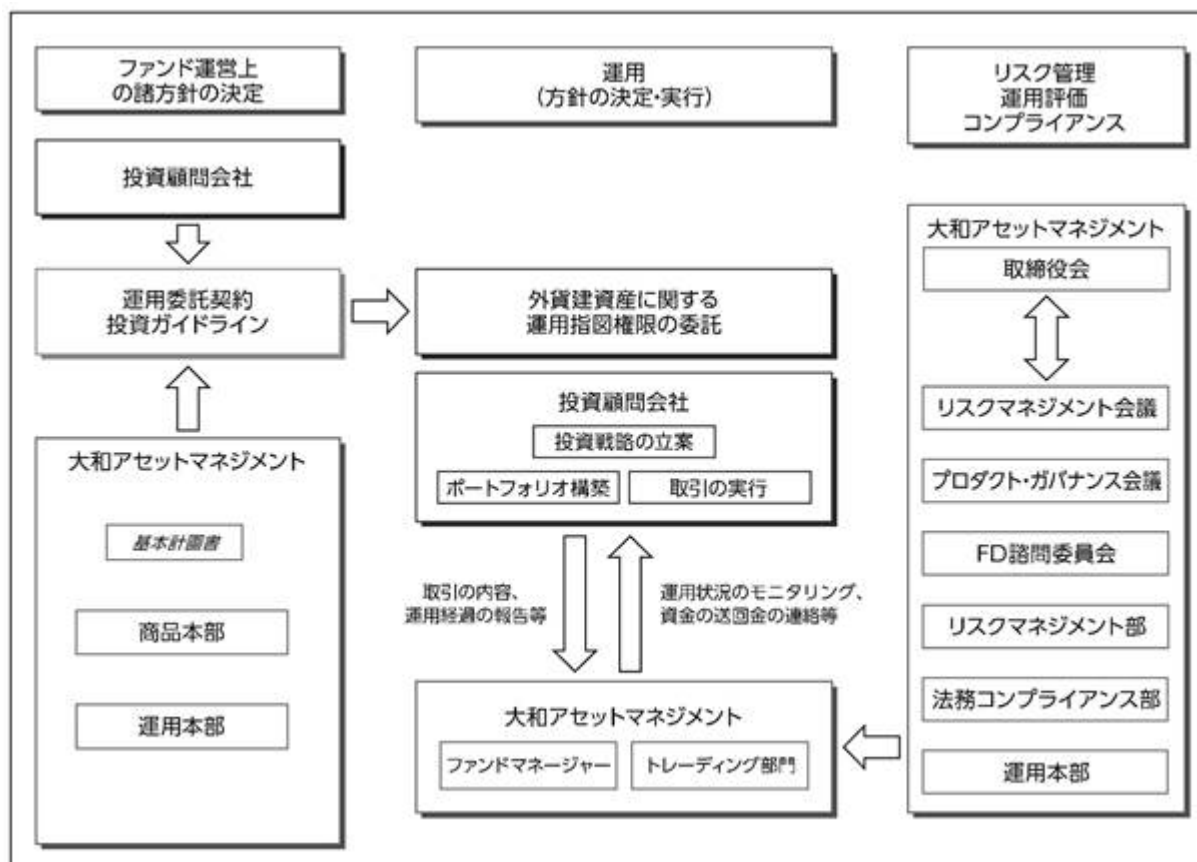 ファンド運営上
の諸方針の決定
投資顧問会社
運用委託契約
投資ガイドライン
大和アセットマネジメント
基本計画書
商品本部
運用本部
運用
(方針の決定・実行)
外貨建資産に関する
運用指図権限の委託
投資顧問会社
投資戦略の立案
ポートフォリオ構築
取引の実行
取引の内容、
運用経過の報告等
運用状況のモニタリング、
資金の送回金の連絡等
大和アセットマネジメント
ファンドマネージャー
トレーディング部門
リスク管理
運用評価
コンプライアンス
大和アセットマネジメント
取締役会
リスクマネジメント会議
プロダクト・ガバナンス会議
FD諮問委員会
リスクマネジメント部
法務コンプライアンス部
運用本部